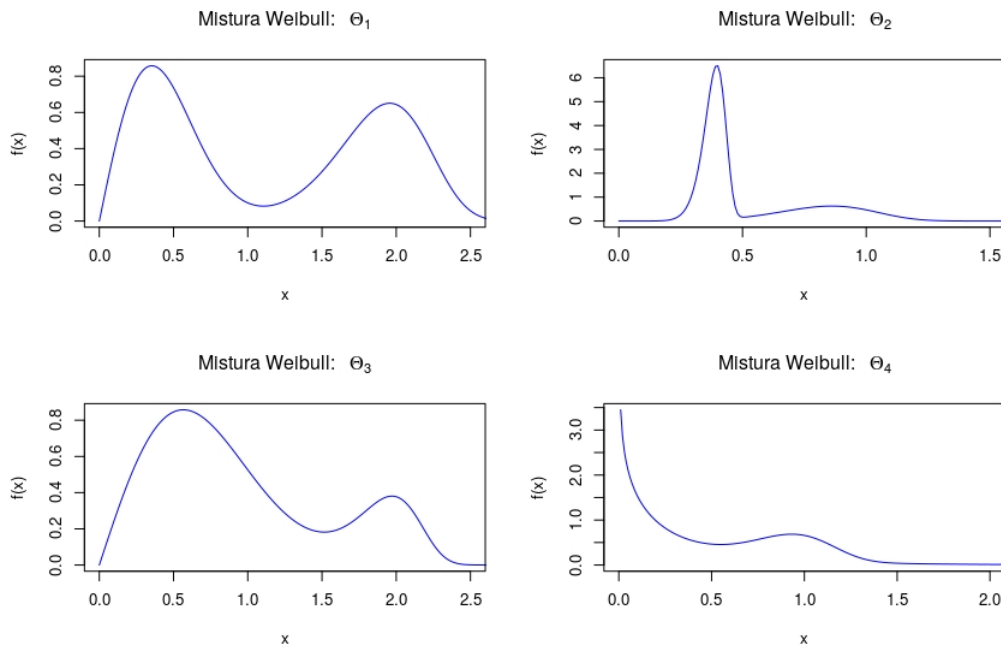 Mistura Weibull: Θ1
f(x)
0.0 0.2 0.4 0.6 0.8
0.0 0.5 1.0 1.5 2.0 2.5
x
Mistura Weibull: Θ2
f(x)
0 1 2 3 4 5 6
0.0 0.5 1.0 1.5
x
Mistura Weibull: Θ3
f(x)
0.0 0.2 0.4 0.6 0.8
0.0 0.5 1.0 1.5 2.0 2.5
x
Mistura Weibull: Θ4
f(x)
0.0 1.0 2.0 3.0
0.0 0.5 1.0 1.5 2.0
x